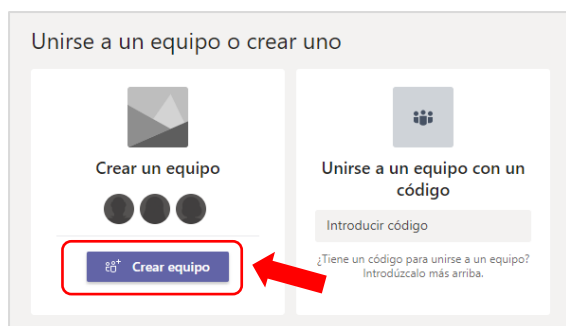 Unirse a un equipo o crear uno
Crear un equipo
Crear equipo
Unirse a un equipo con un
código
Introducir código
¿Tiene un código para unirse a un equipo?
Introdúzcalo más arriba.